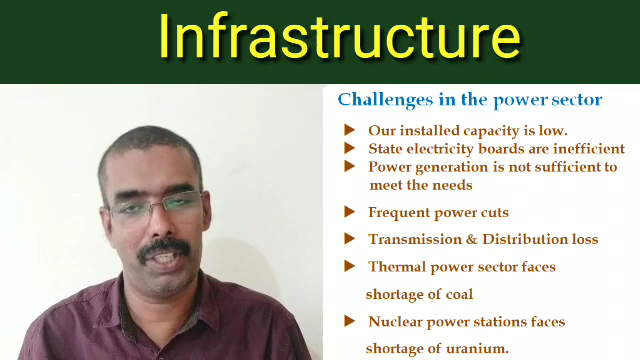 Infrastructure
Challenges in the power sector
▶ Our installed capacity is low.
▶ State electricity boards are inefficient
▶ Power generation is not sufficient to
meet the needs
▶ Frequent power cuts
▶ Transmission & Distribution loss
▶ Thermal power sector faces
shortage of coal
▶ Nuclear power stations faces
shortage of uranium.